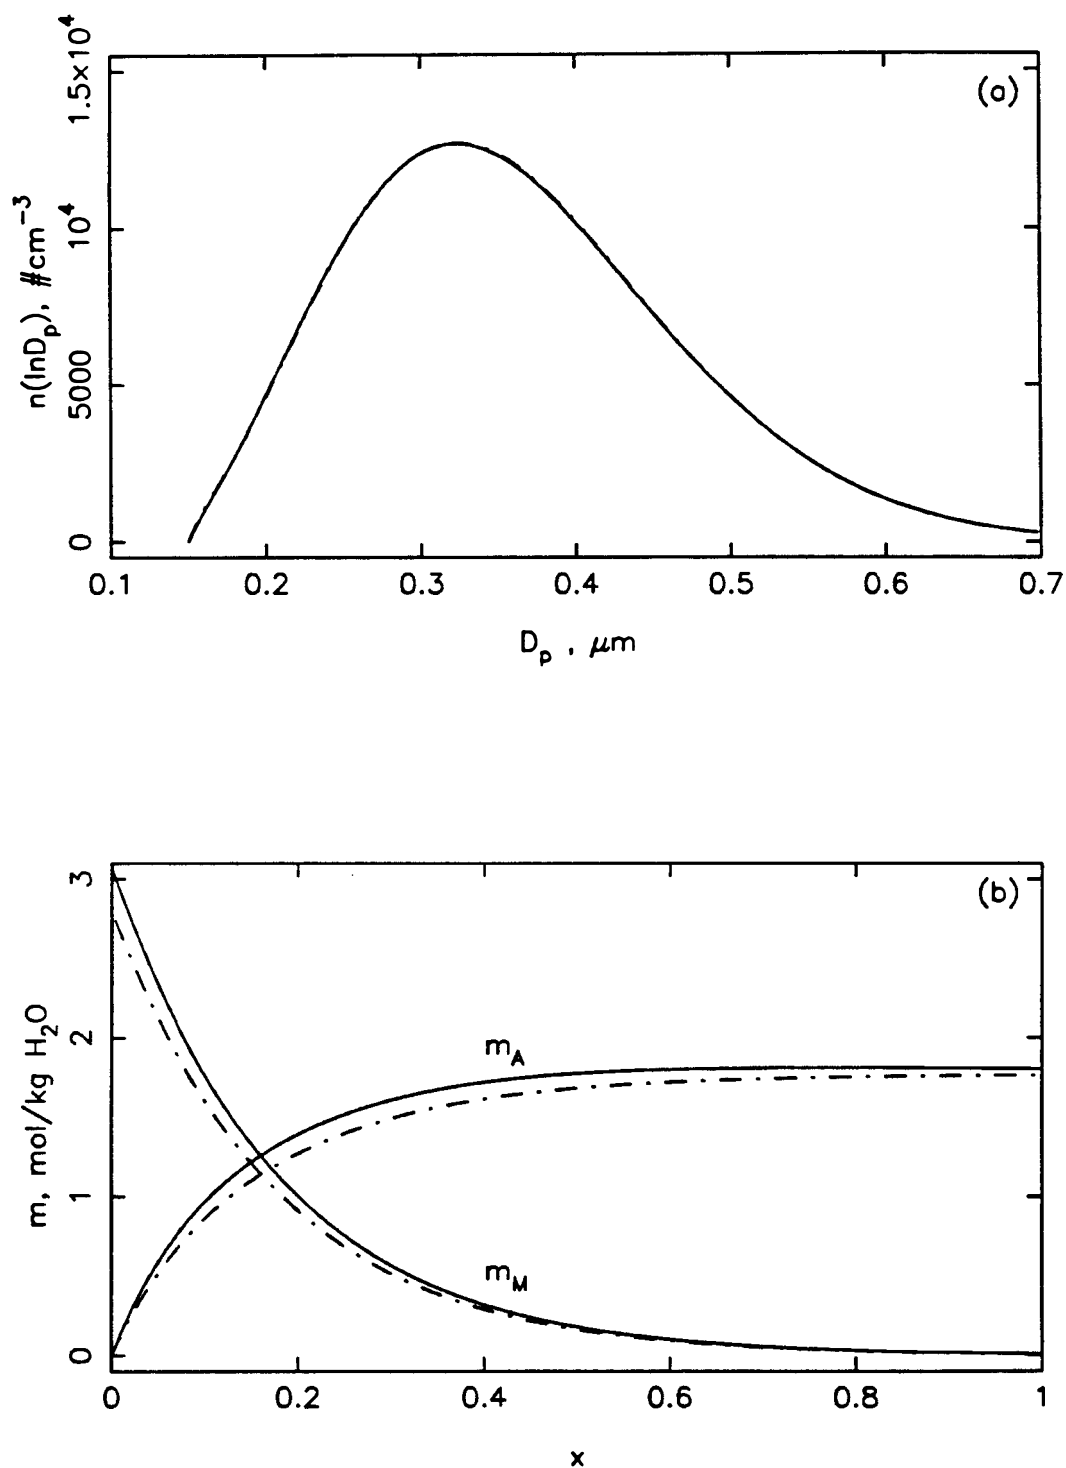 (a)
1.5×10⁴
10⁴
5000
0
n(lnDₚ), #cm⁻³
0.1 0.2 0.3 0.4 0.5 0.6 0.7
Dₚ , μm
(b)
3
2
1
0
m, mol/kg H₂O
m_A
m_M
0 0.2 0.4 0.6 0.8 1
x